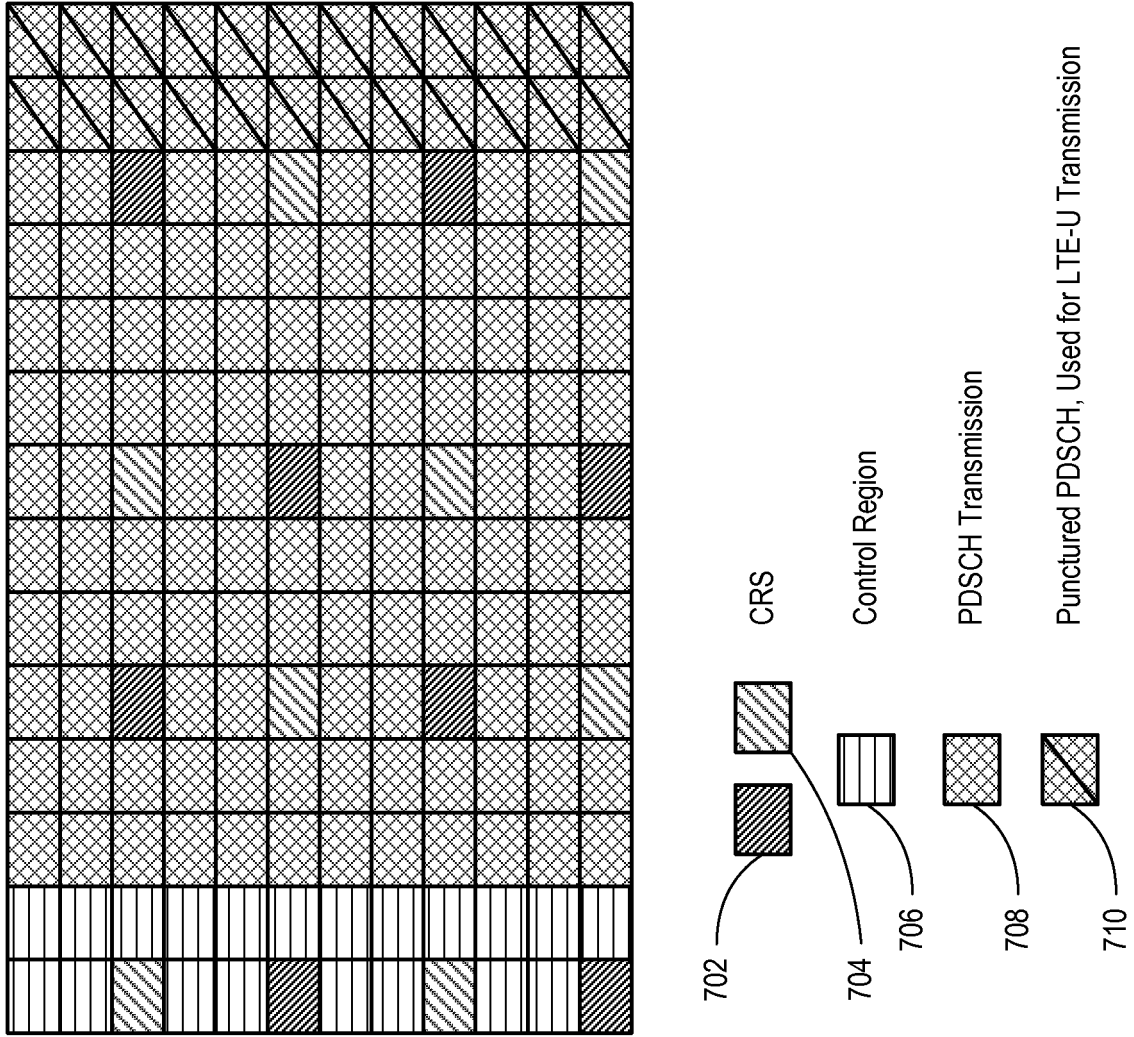 702
704
CRS
706
Control Region
708
PDSCH Transmission
710
Punctured PDSCH, Used for LTE-U Transmission